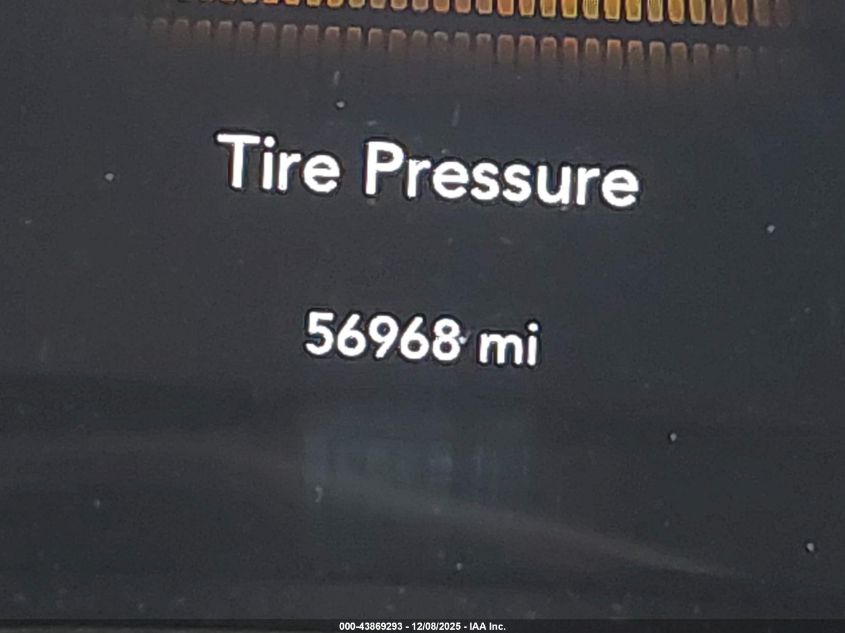 Tire Pressure
56968 mi
000-43869293 - 12/08/2025 - IAA Inc.